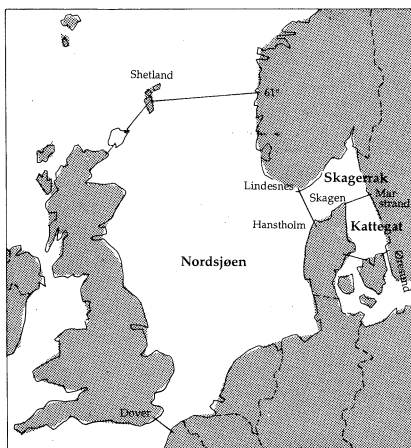 Shetland
61°
Lindesnes
Skagerrak
Skagen
Mar-
strand
Hanstholm
Kattegat
Øresund
Nordsjøen
Dover